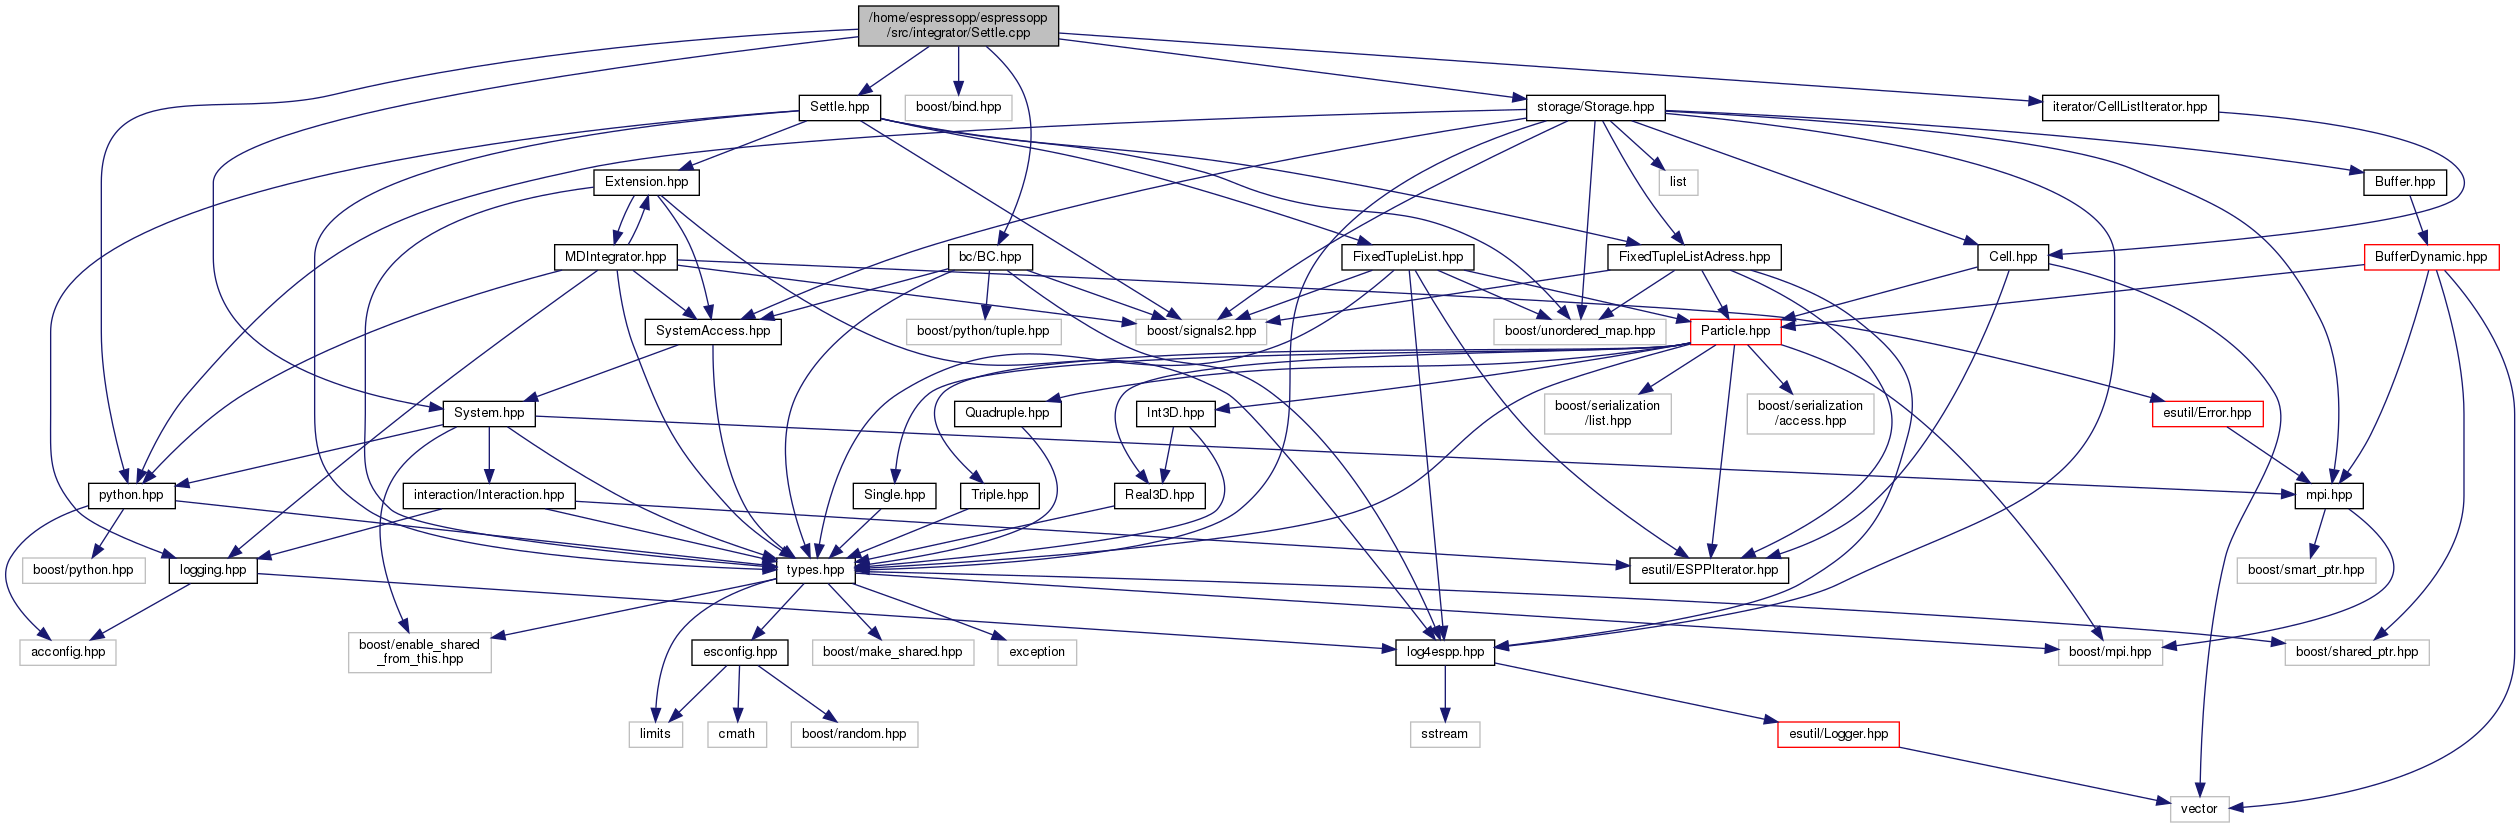 /home/espressopp/espressopp
/src/integrator/Settle.cpp
Settle.hpp
boost/bind.hpp
storage/Storage.hpp
iterator/CellListIterator.hpp
Extension.hpp
list
Buffer.hpp
MDIntegrator.hpp
bc/BC.hpp
FixedTupleList.hpp
FixedTupleListAdress.hpp
Cell.hpp
BufferDynamic.hpp
SystemAccess.hpp
boost/python/tuple.hpp
boost/signals2.hpp
boost/unordered_map.hpp
Particle.hpp
System.hpp
Quadruple.hpp
Int3D.hpp
boost/serialization
/list.hpp
boost/serialization
/access.hpp
esutil/Error.hpp
python.hpp
interaction/Interaction.hpp
Single.hpp
Triple.hpp
Real3D.hpp
mpi.hpp
boost/python.hpp
logging.hpp
types.hpp
esutil/ESPPIterator.hpp
boost/smart_ptr.hpp
acconfig.hpp
boost/enable_shared
_from_this.hpp
esconfig.hpp
boost/make_shared.hpp
exception
log4espp.hpp
boost/mpi.hpp
boost/shared_ptr.hpp
limits
cmath
boost/random.hpp
sstream
esutil/Logger.hpp
vector